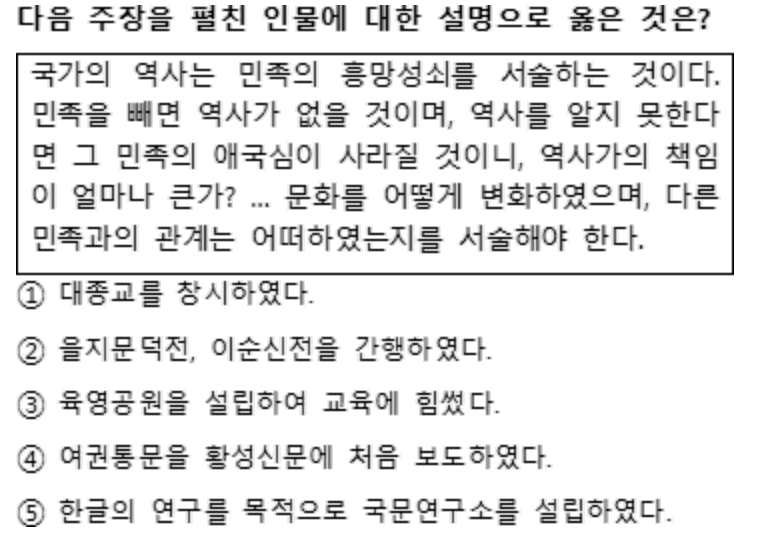 다음 주장을 펼친 인물에 대한 설명으로 옳은 것은?
국가의 역사는 민족의 흥망성쇠를 서술하는 것이다.
민족을 빼면 역사가 없을 것이며, 역사를 알지 못한다
면 그 민족의 애국심이 사라질 것이니, 역사가의 책임
이 얼마나 큰가? ... 문화를 어떻게 변화하였으며, 다른
민족과의 관계는 어떠하였는지를 서술해야 한다.
① 대종교를 창시하였다.
② 을지문덕전, 이순신전을 간행하였다.
③ 육영공원을 설립하여 교육에 힘썼다.
④ 여권통문을 황성신문에 처음 보도하였다.
⑤ 한글의 연구를 목적으로 국문연구소를 설립하였다.